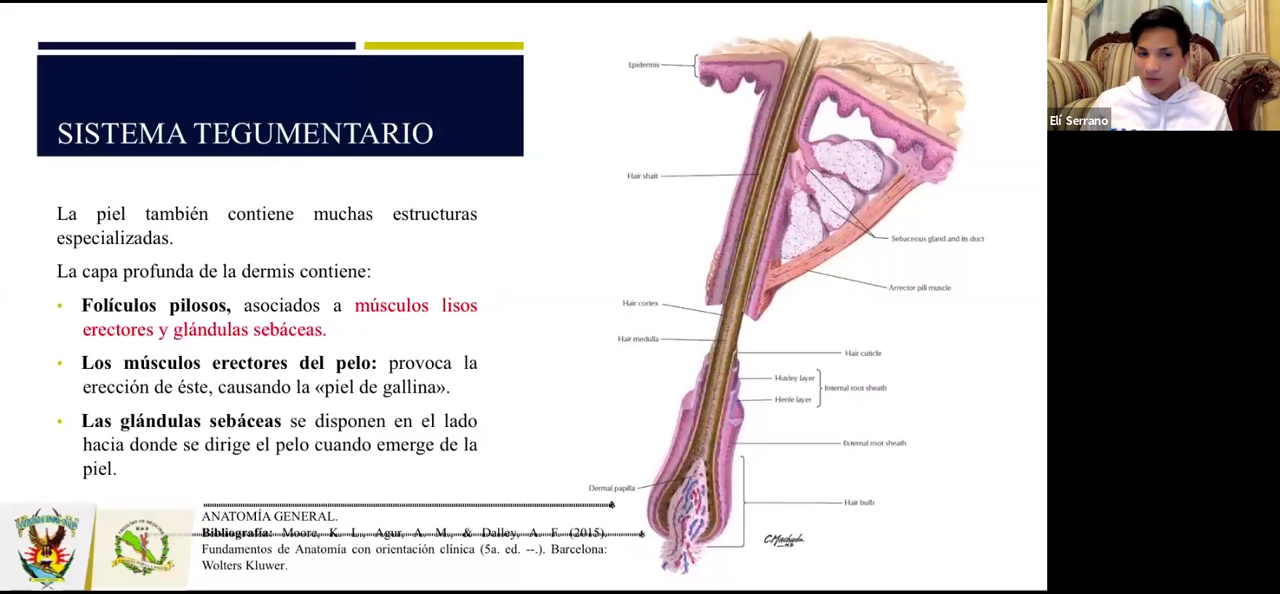 SISTEMA TEGUMENTARIO
La piel también contiene muchas estructuras
especializadas.
La capa profunda de la dermis contiene:
• Folículos pilosos, asociados a músculos lisos
erectores y glándulas sebáceas.
• Los músculos erectores del pelo: provoca la
erección de éste, causando la «piel de gallina».
• Las glándulas sebáceas se disponen en el lado
hacia donde se dirige el pelo cuando emerge de la
piel.
ANATOMÍA GENERAL.
Bibliografía: Moore, K. L., Agur, A. M., & Dalley, A. F. (2015).
Fundamentos de Anatomía con orientación clínica (5a. ed. --.). Barcelona:
Wolters Kluwer.
Epidermis
Hair shaft
Sebaceous gland and its duct
Arrector pili muscle
Hair cortex
Hair medulla
Hair cuticle
Huxley layer
Internal root sheath
Henle layer
External root sheath
Dermal papilla
Hair bulb
C. Machado
M.D.
Elí Serrano